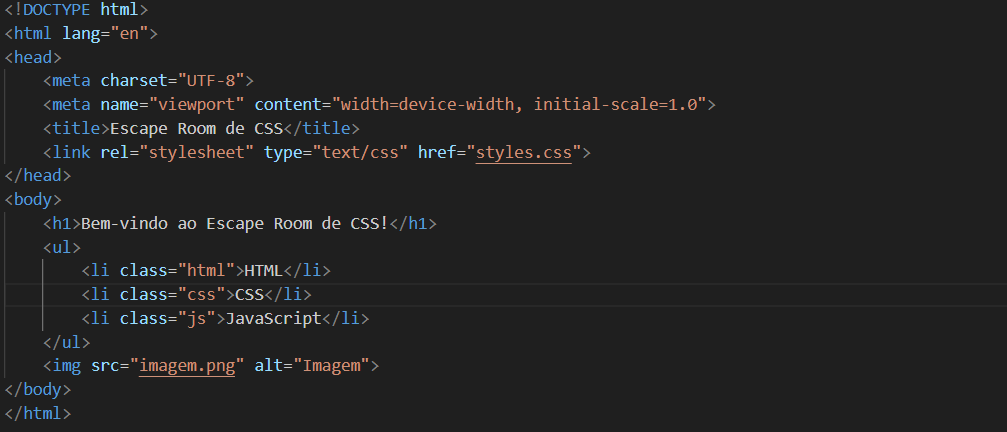 <!DOCTYPE html>
<html lang="en">
<head>
    <meta charset="UTF-8">
    <meta name="viewport" content="width=device-width, initial-scale=1.0">
    <title>Escape Room de CSS</title>
    <link rel="stylesheet" type="text/css" href="styles.css">
</head>
<body>
    <h1>Bem-vindo ao Escape Room de CSS!</h1>
    <ul>
        <li class="html">HTML</li>
        <li class="css">CSS</li>
        <li class="js">JavaScript</li>
    </ul>
    <img src="imagem.png" alt="Imagem">
</body>
</html>